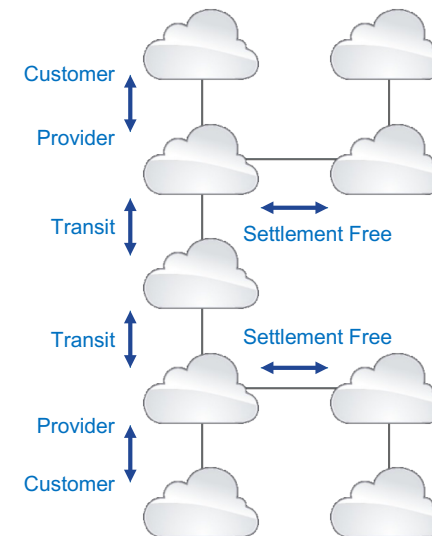 Customer
Provider
Transit
Settlement Free
Transit
Settlement Free
Provider
Customer